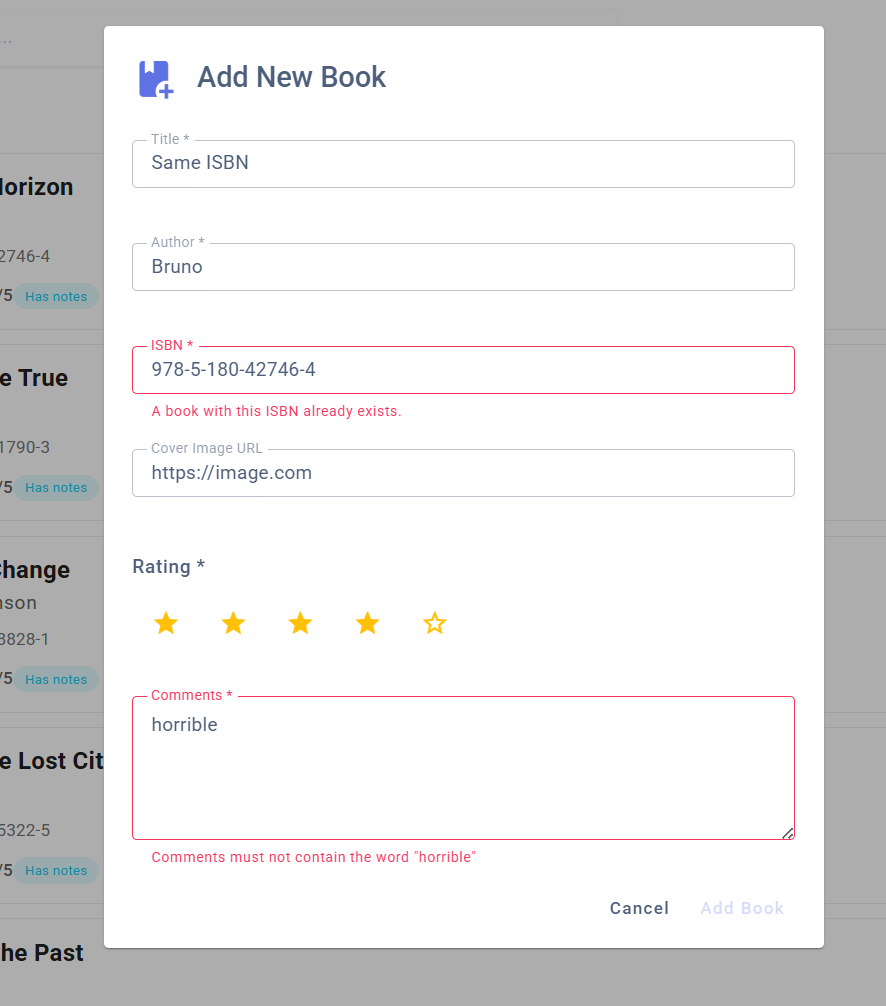 ...
Add New Book
Title *
Same ISBN
Author *
Bruno
ISBN *
978-5-180-42746-4
A book with this ISBN already exists.
Cover Image URL
https://image.com
Rating *
Comments *
horrible
Comments must not contain the word "horrible"
Cancel
Add Book
2746-4
/5
Has notes
e True
1790-3
/5
Has notes
8828-1
/5
Has notes
e Lost Cit
5322-5
/5
Has notes
he Past